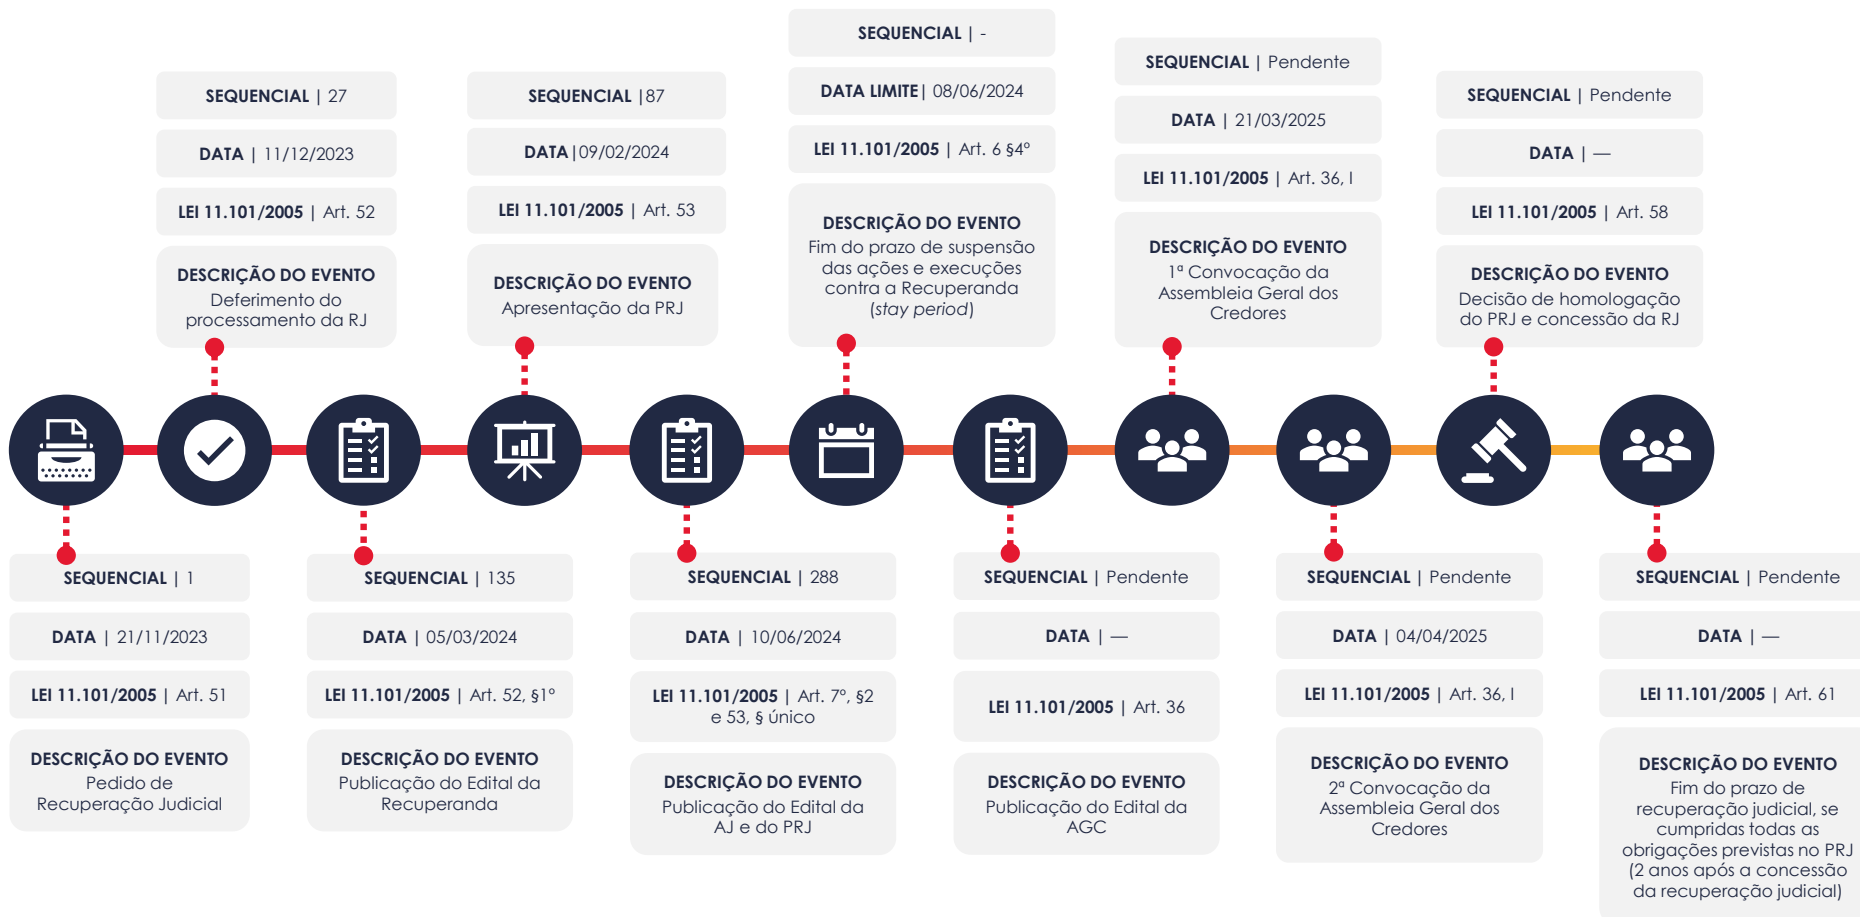 SEQUENCIAL | 1
DATA | 21/11/2023
LEI 11.101/2005 | Art. 51
DESCRIÇÃO DO EVENTO
Pedido de
Recuperação Judicial
SEQUENCIAL | 27
DATA | 11/12/2023
LEI 11.101/2005 | Art. 52
DESCRIÇÃO DO EVENTO
Deferimento do
processamento da RJ
SEQUENCIAL | 135
DATA | 05/03/2024
LEI 11.101/2005 | Art. 52, §1º
DESCRIÇÃO DO EVENTO
Publicação do Edital da
Recuperanda
SEQUENCIAL |87
DATA|09/02/2024
LEI 11.101/2005 | Art. 53
DESCRIÇÃO DO EVENTO
Apresentação da PRJ
SEQUENCIAL | 288
DATA | 10/06/2024
LEI 11.101/2005 | Art. 7º, §2
e 53, § único
DESCRIÇÃO DO EVENTO
Publicação do Edital da
AJ e do PRJ
SEQUENCIAL | -
DATA LIMITE| 08/06/2024
LEI 11.101/2005 | Art. 6 §4º
DESCRIÇÃO DO EVENTO
Fim do prazo de suspensão
das ações e execuções
contra a Recuperanda
(stay period)
SEQUENCIAL | Pendente
DATA | —
LEI 11.101/2005 | Art. 36
DESCRIÇÃO DO EVENTO
Publicação do Edital da
AGC
SEQUENCIAL | Pendente
DATA | 21/03/2025
LEI 11.101/2005 | Art. 36, I
DESCRIÇÃO DO EVENTO
1ª Convocação da
Assembleia Geral dos
Credores
SEQUENCIAL | Pendente
DATA | 04/04/2025
LEI 11.101/2005 | Art. 36, I
DESCRIÇÃO DO EVENTO
2ª Convocação da
Assembleia Geral dos
Credores
SEQUENCIAL | Pendente
DATA | —
LEI 11.101/2005 | Art. 58
DESCRIÇÃO DO EVENTO
Decisão de homologação
do PRJ e concessão da RJ
SEQUENCIAL | Pendente
DATA | —
LEI 11.101/2005 | Art. 61
DESCRIÇÃO DO EVENTO
Fim do prazo de
recuperação judicial, se
cumpridas todas as
obrigações previstas no PRJ
(2 anos após a concessão
da recuperação judicial)